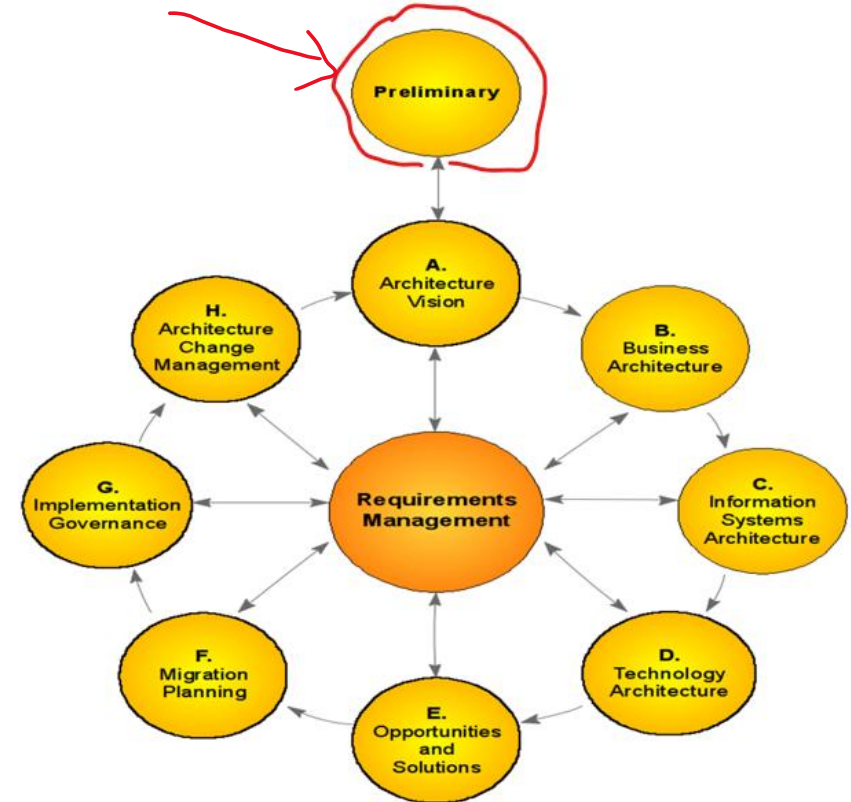 Preliminary
A.
Architecture
Vision
B.
Business
Architecture
C.
Information
Systems
Architecture
D.
Technology
Architecture
E.
Opportunities
and
Solutions
F.
Migration
Planning
G.
Implementation
Governance
H.
Architecture
Change
Management
Requirements
Management